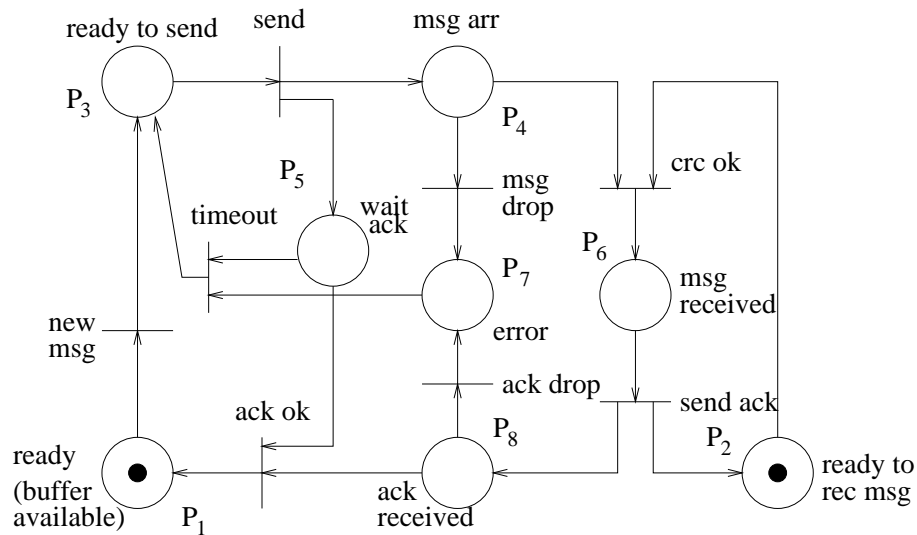 ready to send
send
msg arr
P3
P4
P5
crc ok
msg
drop
timeout
wait
ack
P6
P7
msg
received
new
msg
error
ack drop
ack ok
send ack
P8
P2
ready
(buffer
available)
P1
ack
received
ready to
rec msg